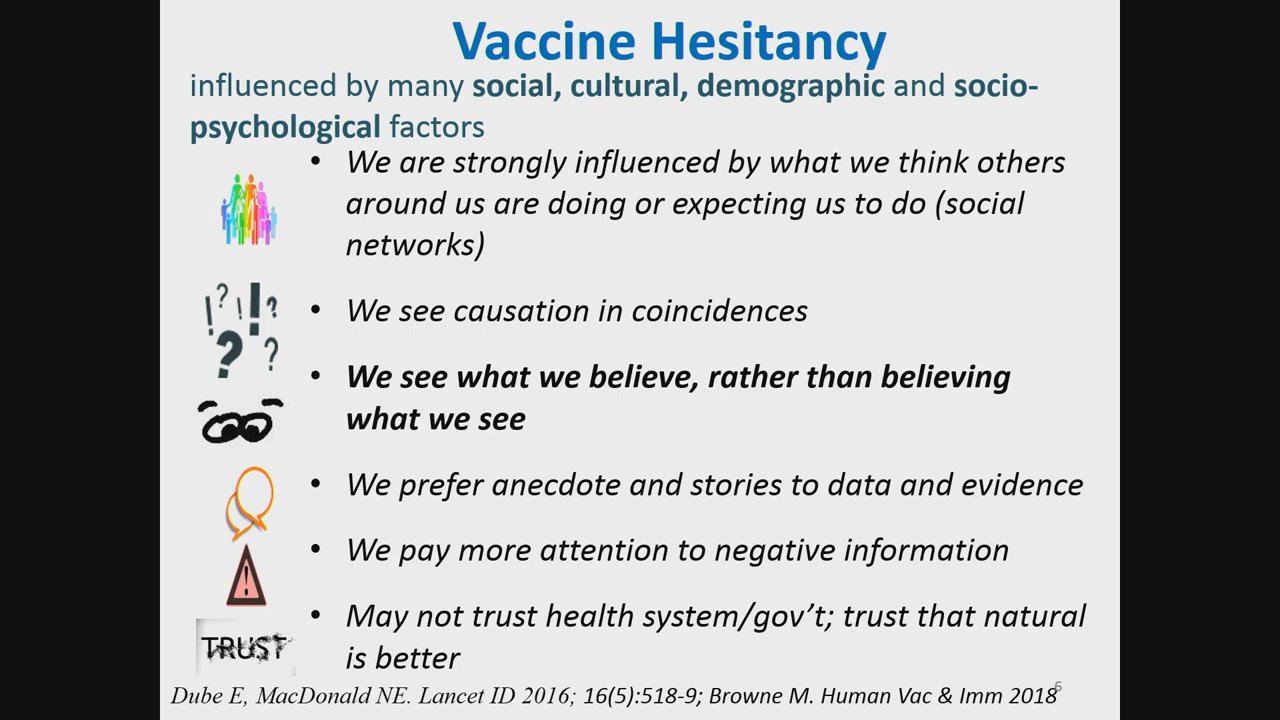 Vaccine Hesitancy
influenced by many social, cultural, demographic and socio-
psychological factors
• We are strongly influenced by what we think others
around us are doing or expecting us to do (social
networks)
!?!!?
??
• We see causation in coincidences
• We see what we believe, rather than believing
what we see
• We prefer anecdote and stories to data and evidence
!
• We pay more attention to negative information
TRUST
• May not trust health system/gov’t; trust that natural
is better
Dube E, MacDonald NE. Lancet ID 2016; 16(5):518-9; Browne M. Human Vac & Imm 2018
6